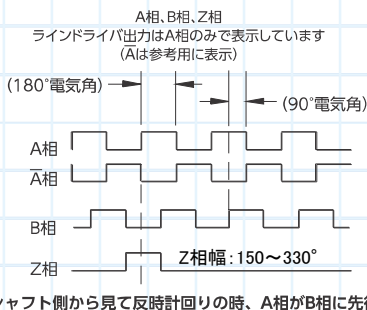 A相、B相、Z相
ラインドライバ出力はA相のみで表示しています
(A̅は参考用に表示)
(180°電気角)
(90°電気角)
A相
A̅相
B相
Z相
Z相幅:150~330°
シャフト側から見て反時計回りの時、A相がB相に先行